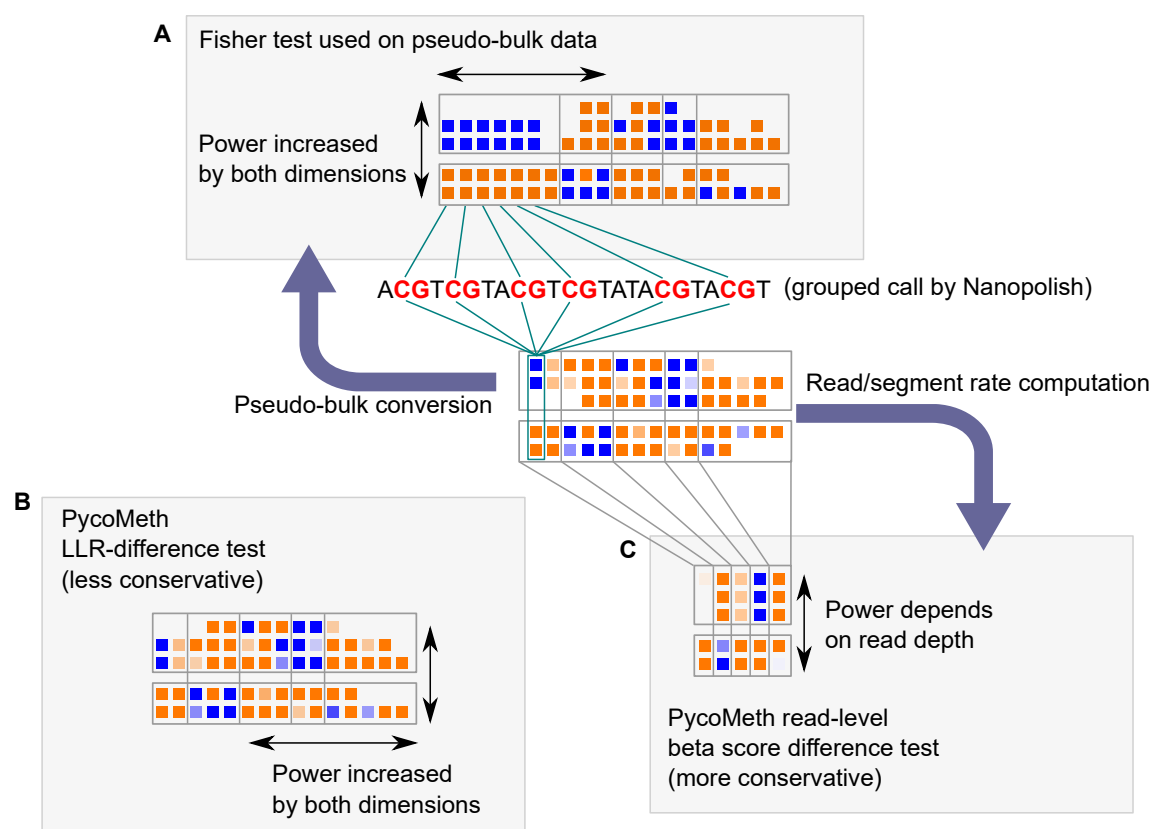 A
Fisher test used on pseudo-bulk data
Power increased
by both dimensions
ACGTCGTACGTCGTATACGTACGT
(grouped call by Nanopolish)
Pseudo-bulk conversion
Read/segment rate computation
B
PycoMeth
LLR-difference test
(less conservative)
Power increased
by both dimensions
C
Power depends
on read depth
PycoMeth read-level
beta score difference test
(more conservative)